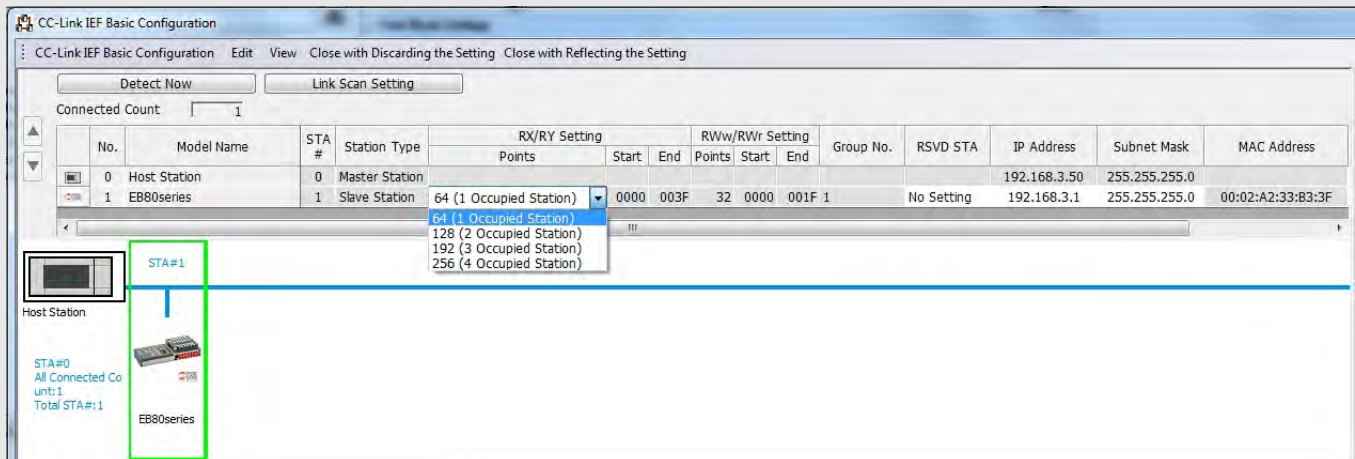 CC-Link IEF Basic Configuration
CC-Link IEF Basic Configuration Edit View Close with Discarding the Setting Close with Reflecting the Setting
Detect Now Link Scan Setting
Connected Count 1
No. Model Name STA # Station Type RX/RY Setting RWw/RWr Setting Group No. RSVD STA IP Address Subnet Mask MAC Address
Points Start End Points Start End
0 Host Station 0 Master Station 192.168.3.50 255.255.255.0
1 EB80series 1 Slave Station 64 (1 Occupied Station) 0000 003F 32 0000 001F 1 No Setting 192.168.3.1 255.255.255.0 00:02:A2:33:B3:3F
64 (1 Occupied Station)
128 (2 Occupied Station)
192 (3 Occupied Station)
256 (4 Occupied Station)
STA#1
Host Station
STA#0
All Connected Co
unt:1
Total STA#:1
EB80series